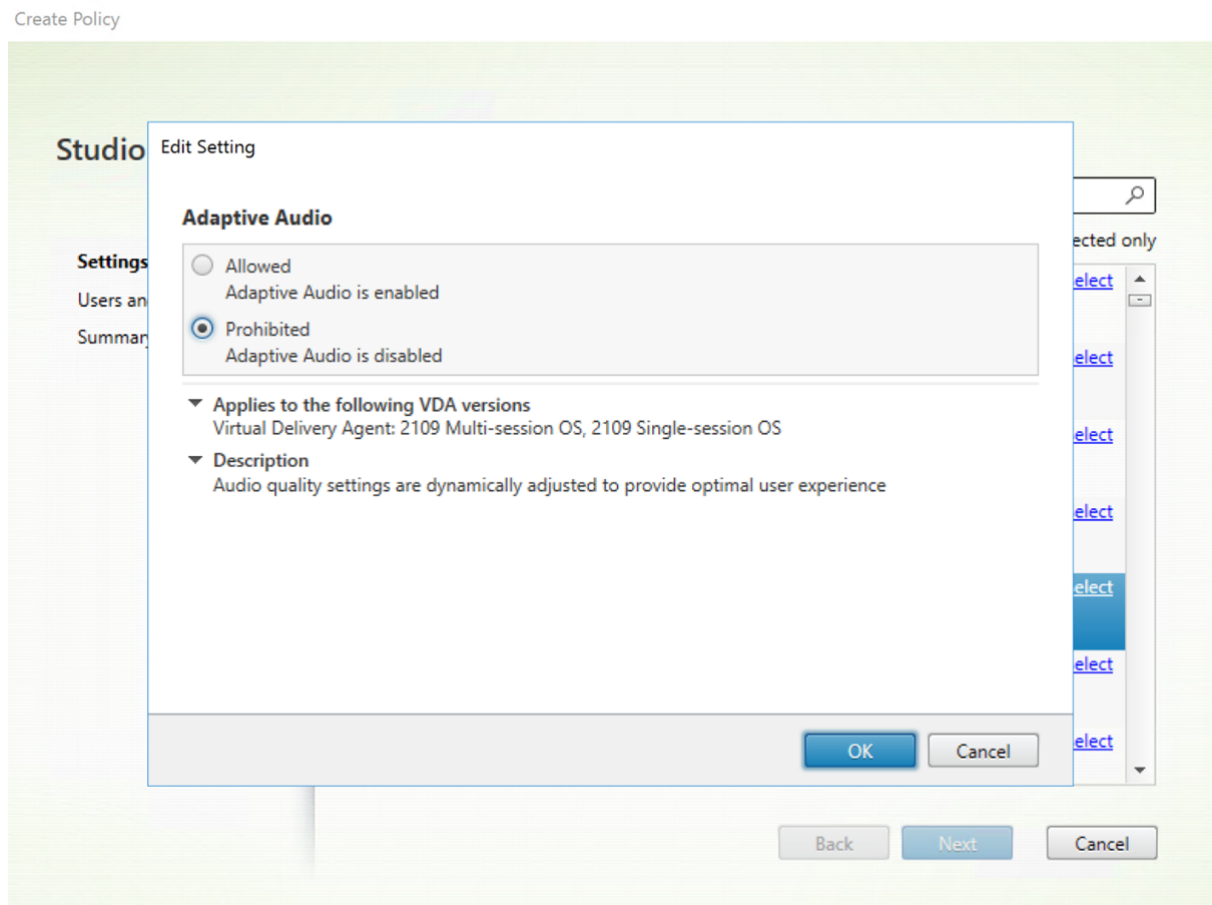 Create Policy
Studio
Edit Setting
Adaptive Audio
Allowed
Adaptive Audio is enabled
Prohibited
Adaptive Audio is disabled
Applies to the following VDA versions
Virtual Delivery Agent: 2109 Multi-session OS, 2109 Single-session OS
Description
Audio quality settings are dynamically adjusted to provide optimal user experience
OK Cancel
Settings
Users an
Summar
ected only
elect
elect
elect
elect
elect
elect
elect
Back Next Cancel